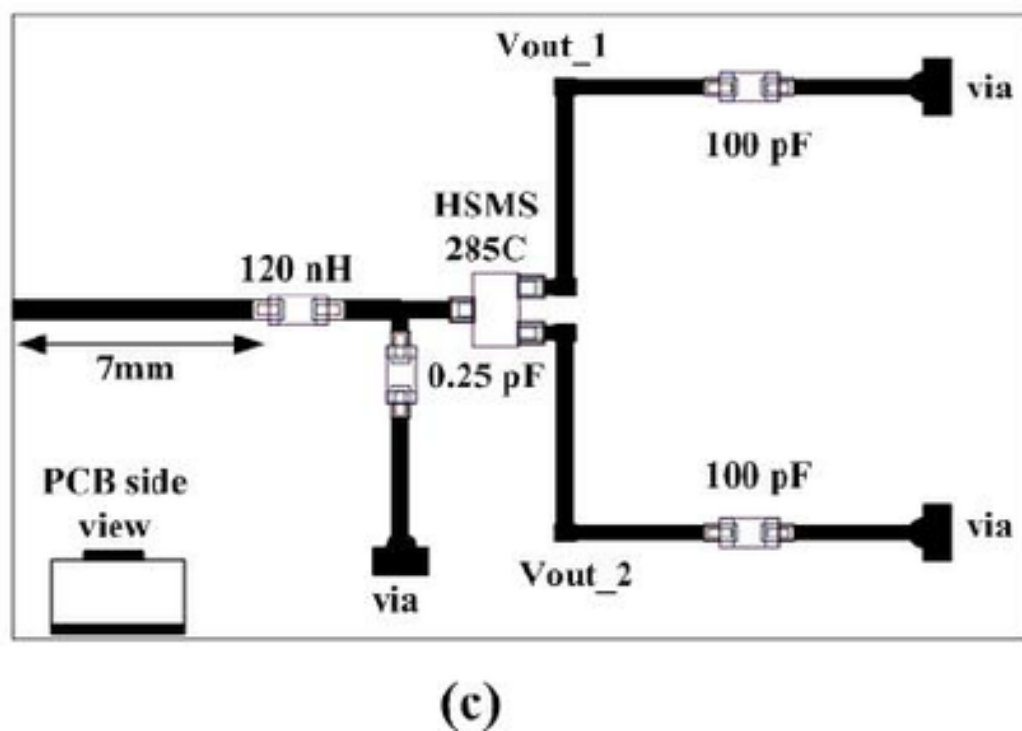 Vout_1
via
100 pF
HSMS
285C
120 nH
7mm
0.25 pF
PCB side
view
100 pF
via
Vout_2
via
(c)